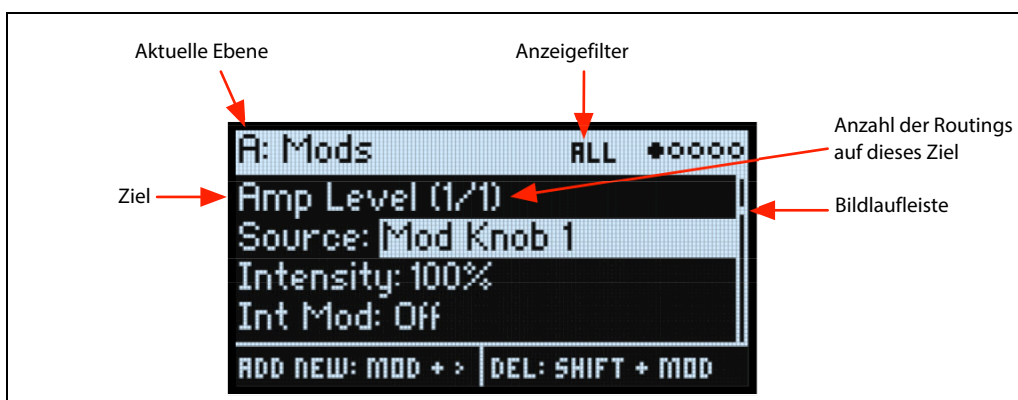 Aktuelle Ebene
Anzeigefilter
Anzahl der Routings
auf dieses Ziel
A: Mods ALL
Ziel
Amp Level (1/1)
Bildlaufleiste
Source: Mod Knob 1
Intensity: 100%
Int Mod: Off
ADD NEW: MOD + > DEL: SHIFT + MOD